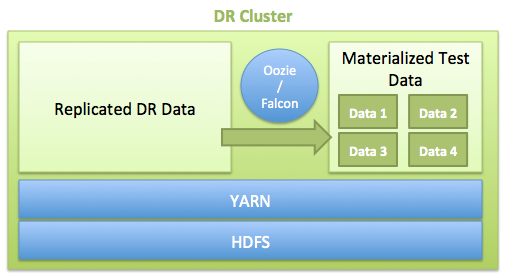 DR Cluster
Replicated DR Data
Oozie
/
Falcon
Materialized Test
Data
Data 1
Data 2
Data 3
Data 4
YARN
HDFS